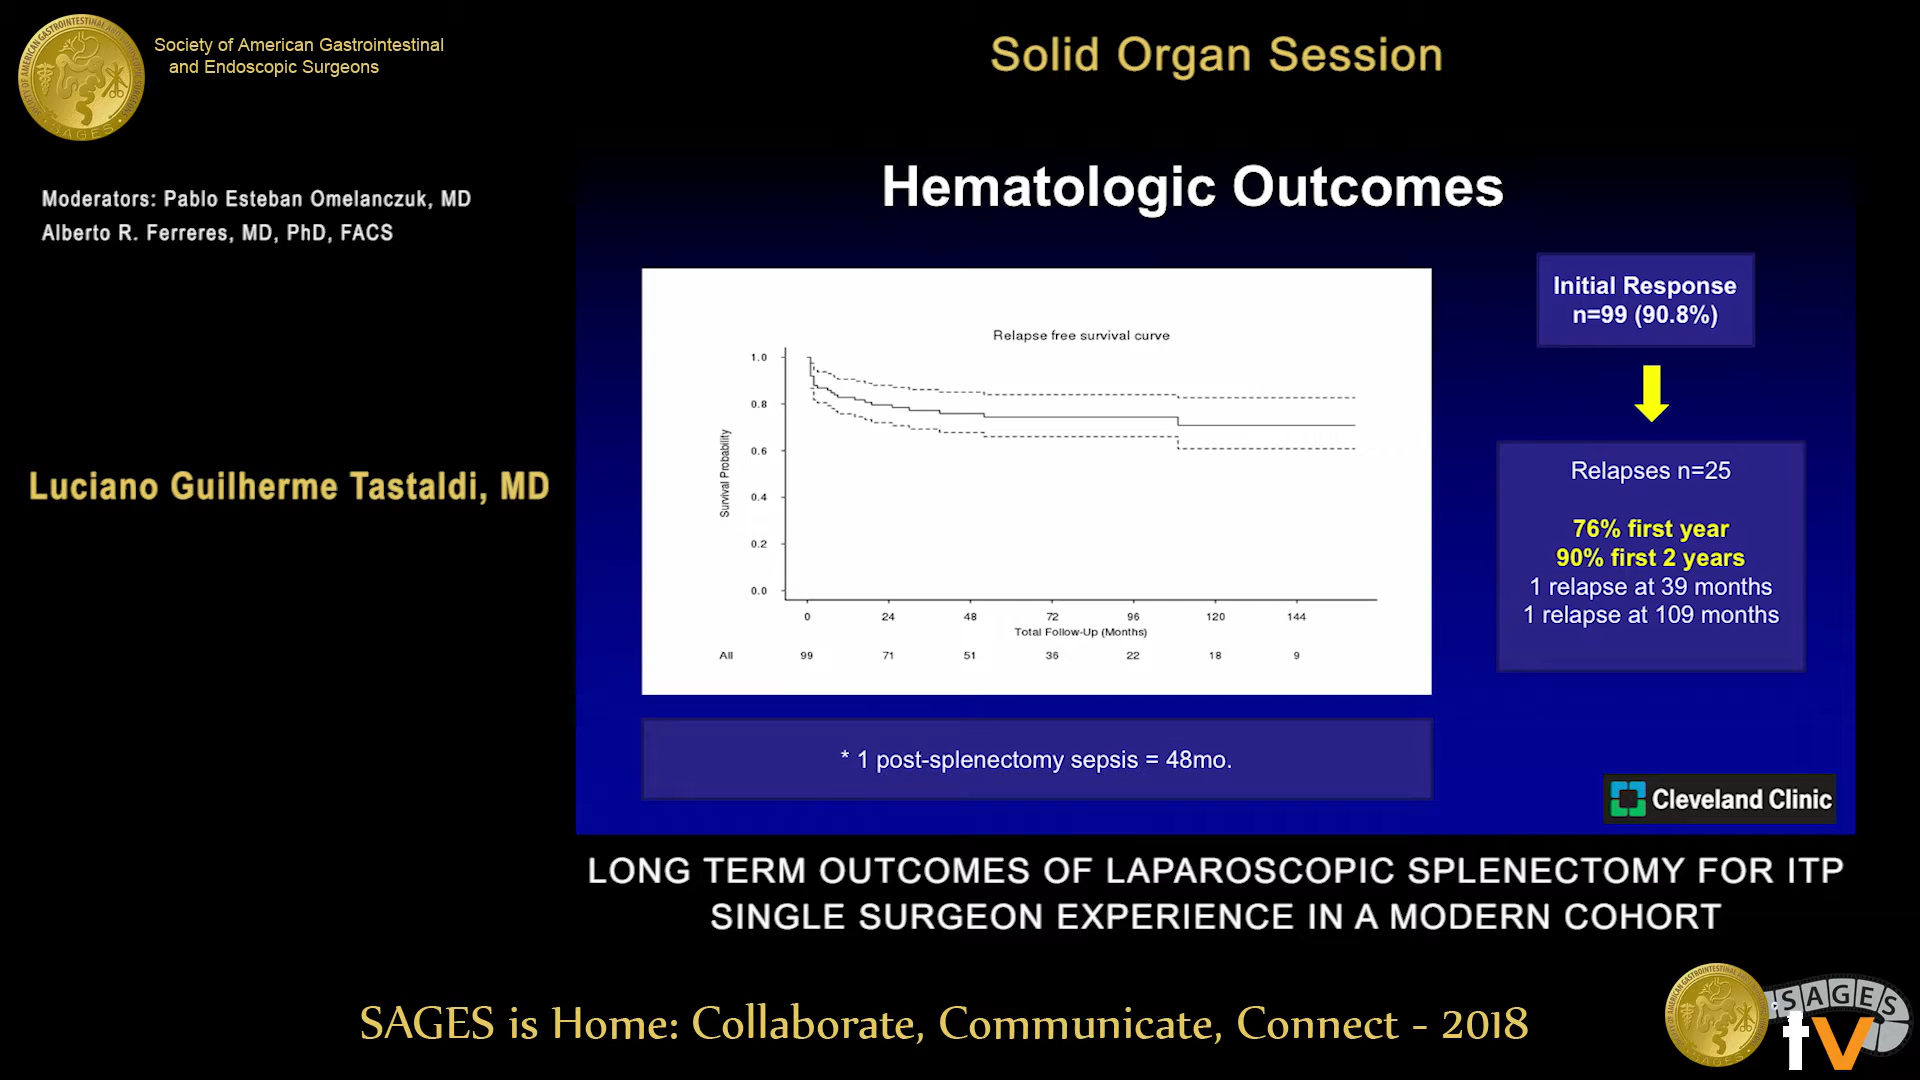 Society of American Gastrointestinal
and Endoscopic Surgeons
Solid Organ Session
Moderators: Pablo Esteban Omelanczuk, MD
Alberto R. Ferreres, MD, PhD, FACS
Luciano Guilherme Tastaldi, MD
Hematologic Outcomes
Relapse free survival curve
1.0
0.8
0.6
0.4
0.2
0.0
Survival Probability
0 24 48 72 96 120 144
Total Follow-Up (Months)
All 99 71 51 36 22 18 9
Initial Response
n=99 (90.8%)
Relapses n=25
76% first year
90% first 2 years
1 relapse at 39 months
1 relapse at 109 months
* 1 post-splenectomy sepsis = 48mo.
Cleveland Clinic
LONG TERM OUTCOMES OF LAPAROSCOPIC SPLENECTOMY FOR ITP
SINGLE SURGEON EXPERIENCE IN A MODERN COHORT
SAGES is Home: Collaborate, Communicate, Connect - 2018
SAGES
tv